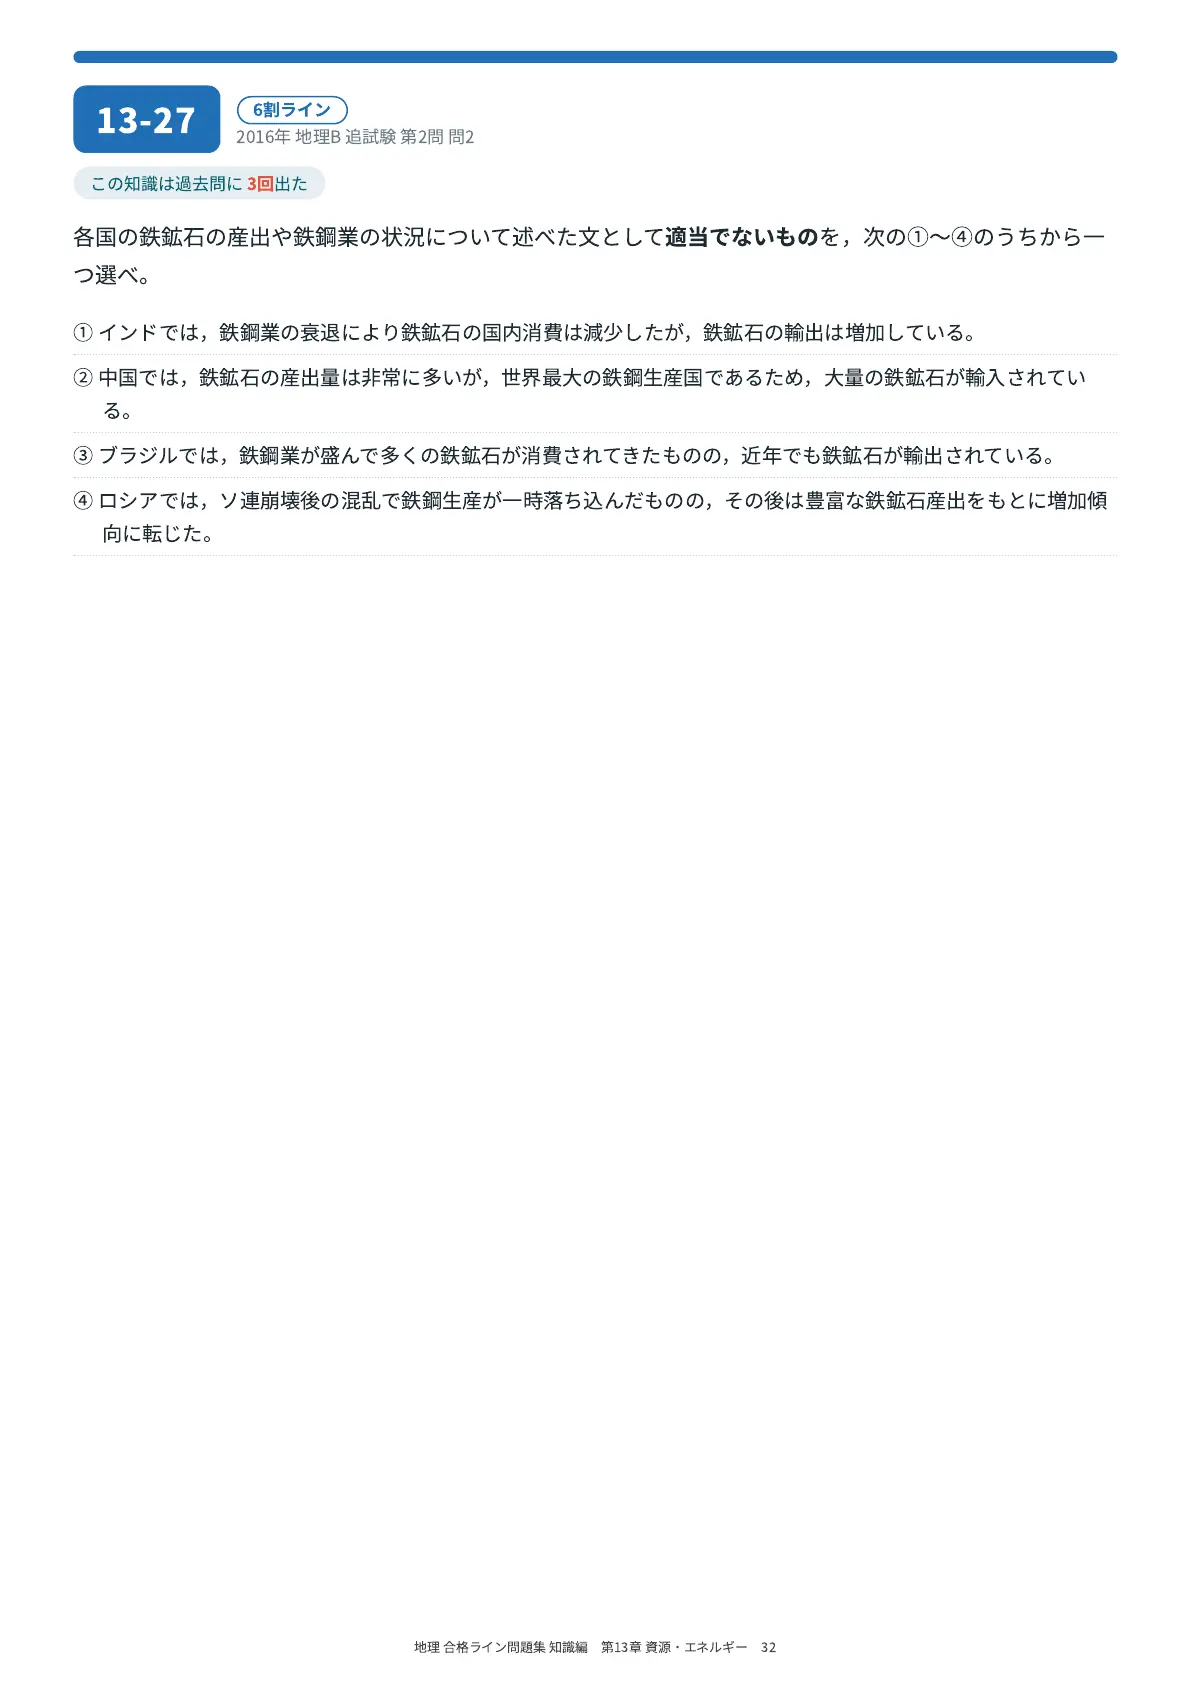 13-27
6割ライン
2016年 地理B 追試験 第2問 問2
この知識は過去問に 3回出た
各国の鉄鉱石の産出や鉄鋼業の状況について述べた文として適当でないものを，次の①～④のうちから一
つ選べ。
① インドでは，鉄鋼業の衰退により鉄鉱石の国内消費は減少したが，鉄鉱石の輸出は増加している。
② 中国では，鉄鉱石の産出量は非常に多いが，世界最大の鉄鋼生産国であるため，大量の鉄鉱石が輸入されてい
る。
③ ブラジルでは，鉄鋼業が盛んで多くの鉄鉱石が消費されてきたものの，近年でも鉄鉱石が輸出されている。
④ ロシアでは，ソ連崩壊後の混乱で鉄鋼生産が一時落ち込んだものの，その後は豊富な鉄鉱石産出をもとに増加傾
向に転じた。
地理 合格ライン問題集 知識編　第13章 資源・エネルギー　32